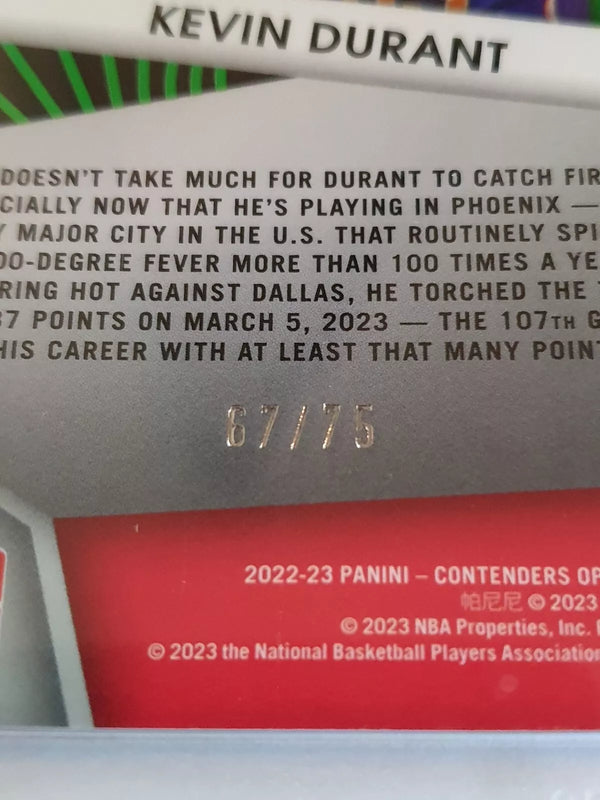 KEVIN DURANT
DOESN'T TAKE MUCH FOR DURANT TO CATCH FIR
CIALLY NOW THAT HE'S PLAYING IN PHOENIX —
Y MAJOR CITY IN THE U.S. THAT ROUTINELY SPI
00-DEGREE FEVER MORE THAN 100 TIMES A YE
RING HOT AGAINST DALLAS, HE TORCHED THE
37 POINTS ON MARCH 5, 2023 — THE 107TH G
HIS CAREER WITH AT LEAST THAT MANY POINT
67/75
2022-23 PANINI – CONTENDERS OP
帕尼尼 © 2023
© 2023 NBA Properties, Inc.
© 2023 the National Basketball Players Association